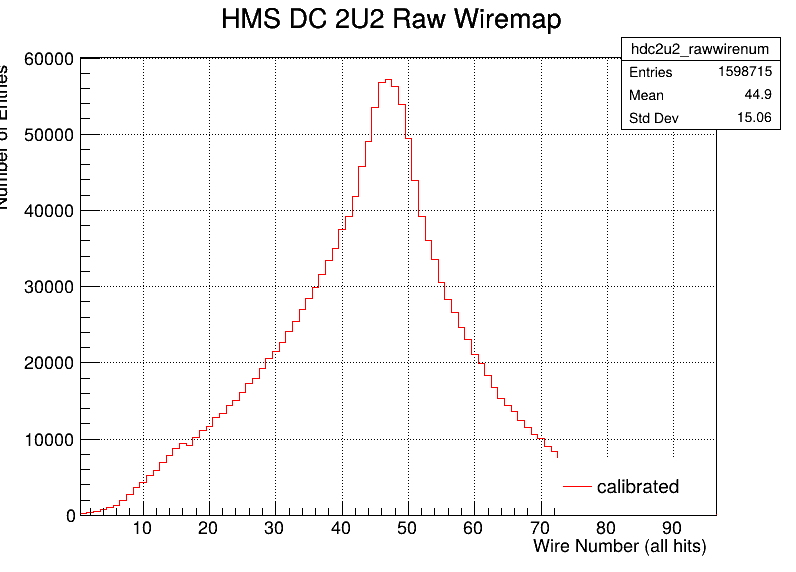 HMS DC 2U2 Raw Wiremap
hdc2u2_rawwirenum
Entries 1598715
Mean 44.9
Std Dev 15.06
Number of Entries
60000
50000
40000
30000
20000
10000
0
calibrated
10 20 30 40 50 60 70 80 90
Wire Number (all hits)